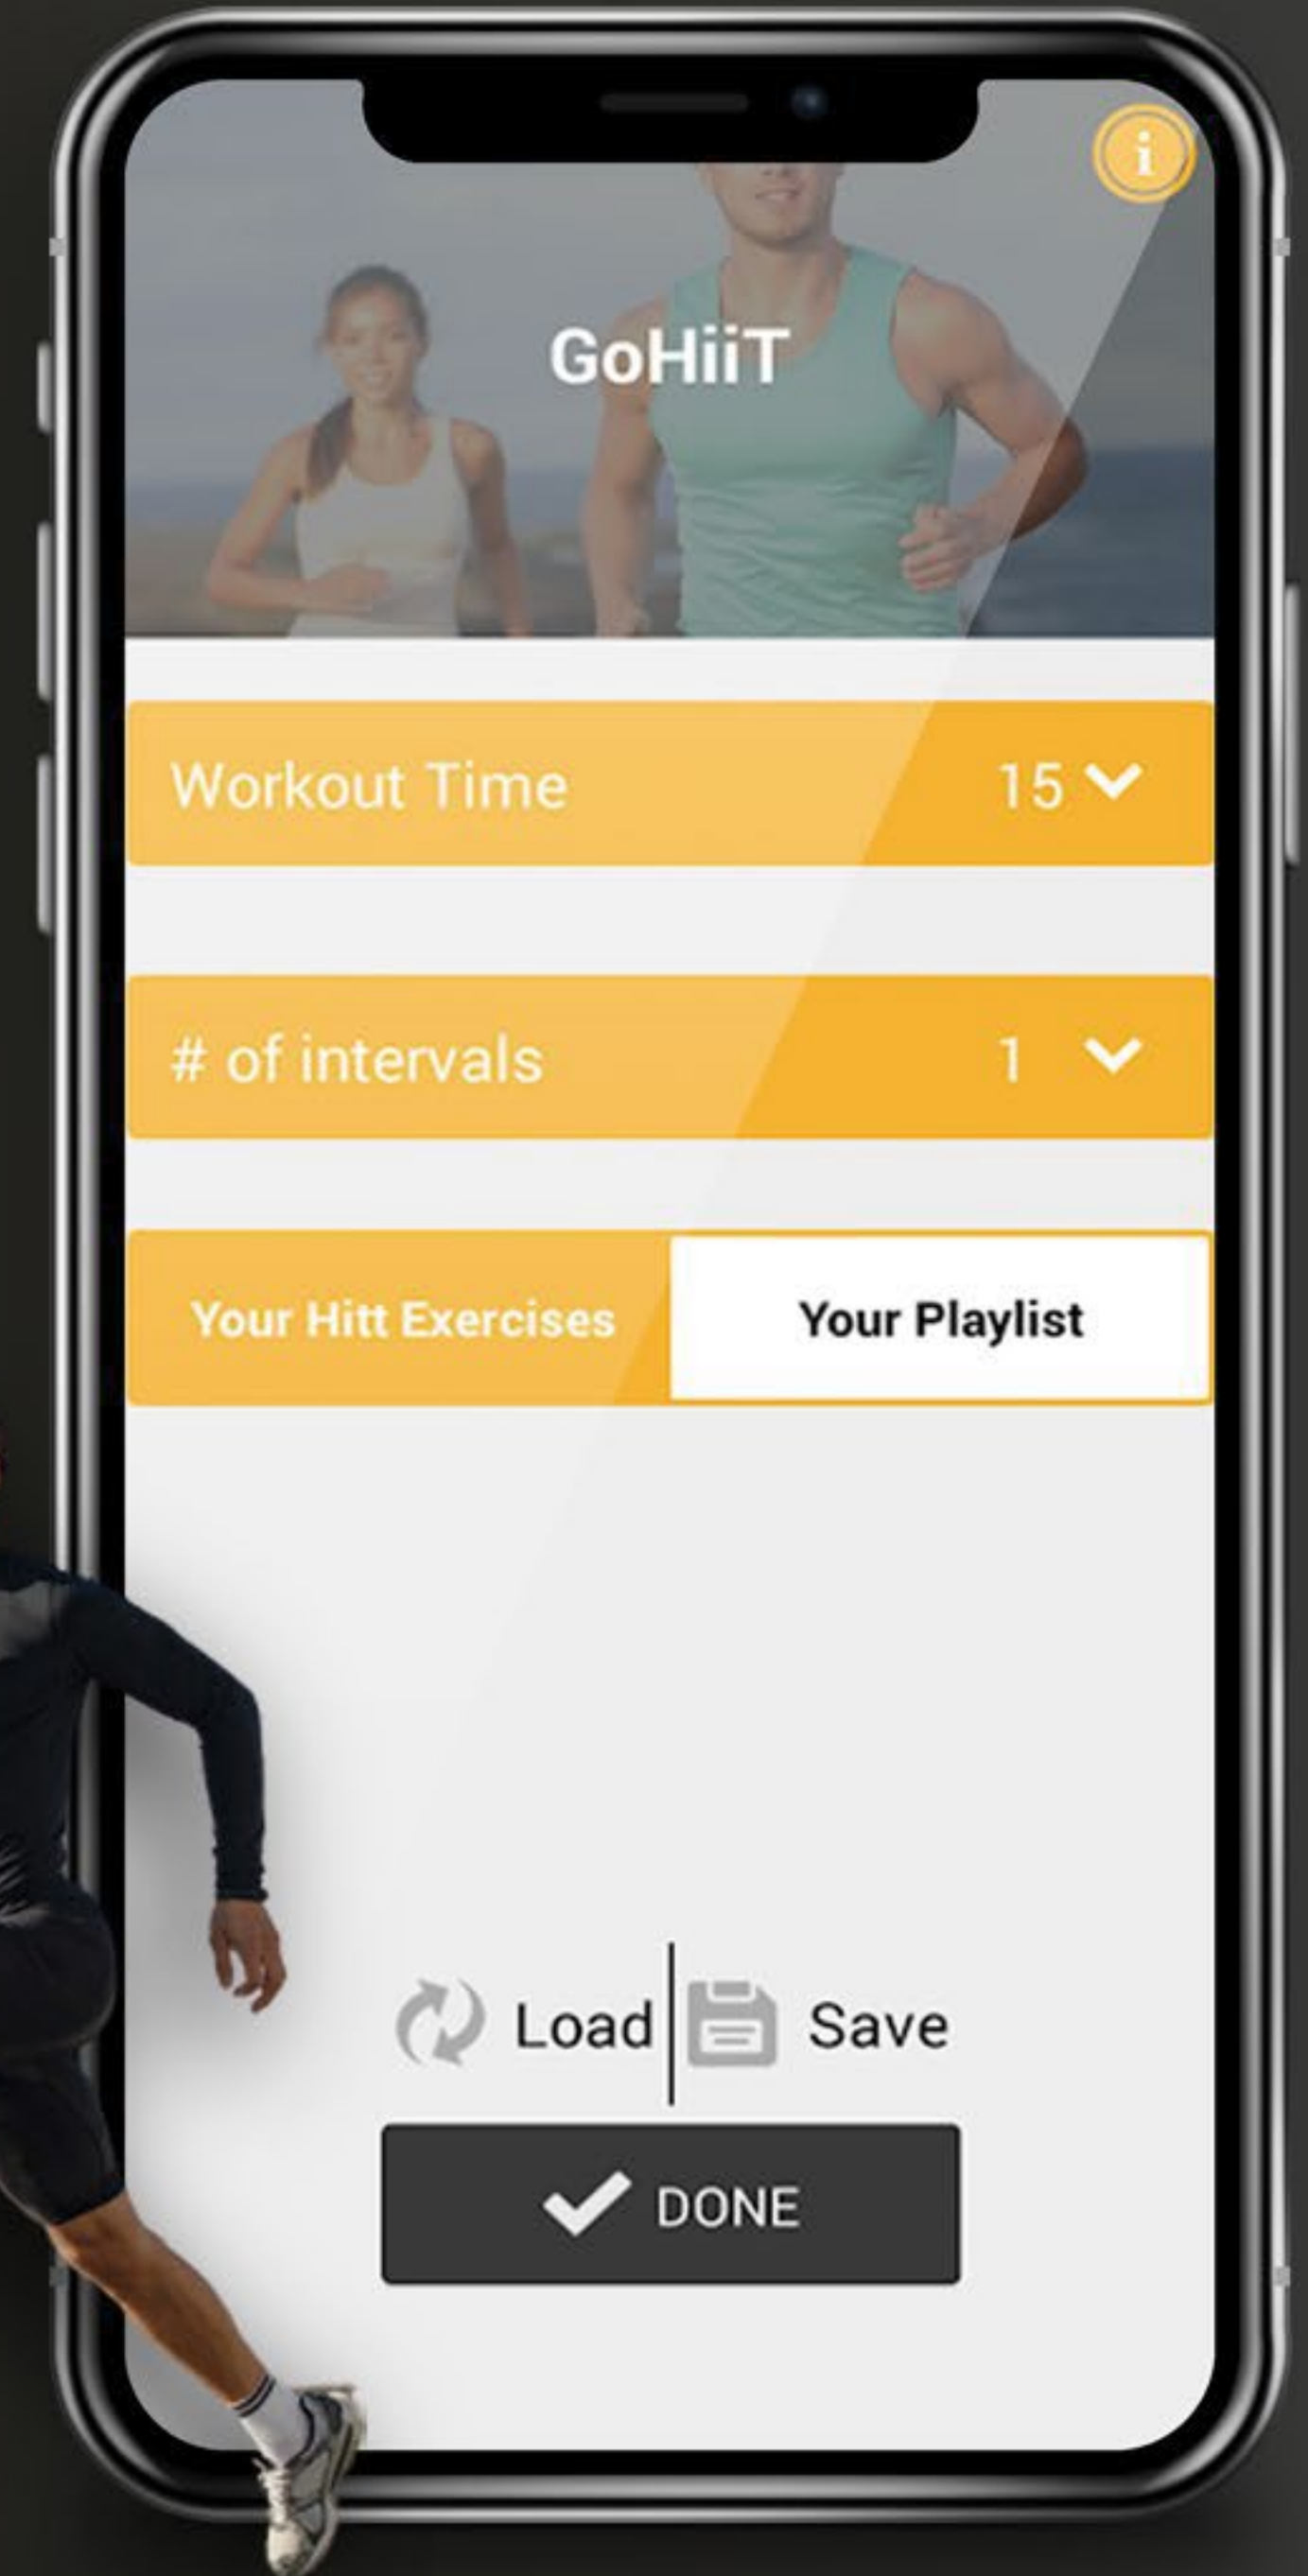 i
GoHiiT
Workout Time 15
# of intervals 1
Your Hitt Exercises Your Playlist
Load Save
DONE